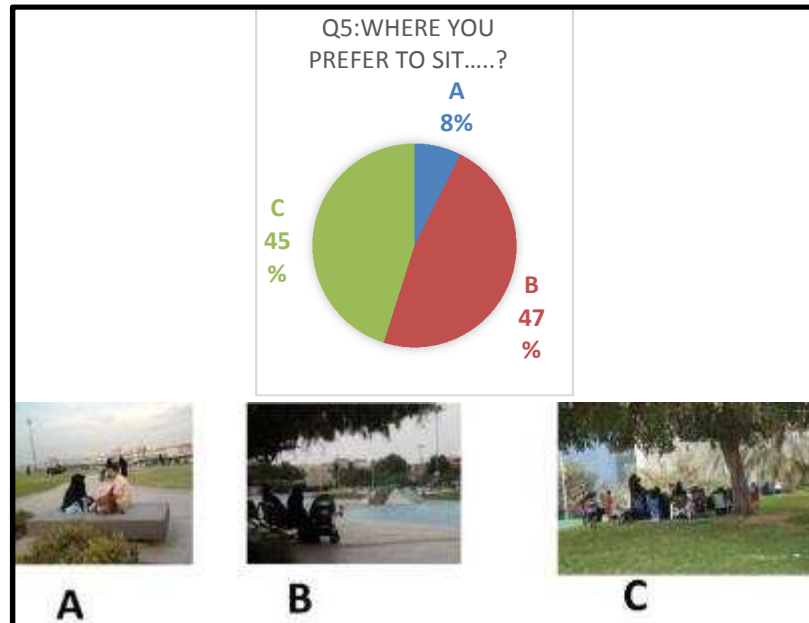 Q5:WHERE YOU
PREFER TO SIT.....?
A
8%
C
45
%
B
47
%
A
B
C